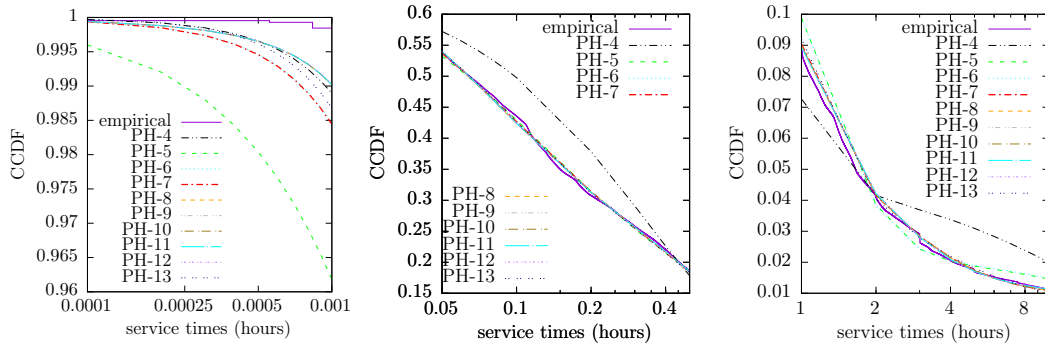 CCDF
1
0.995
0.99
0.985
0.98
0.975
0.97
0.965
0.96
empirical
PH-4
PH-5
PH-6
PH-7
PH-8
PH-9
PH-10
PH-11
PH-12
PH-13
0.0001
0.00025
0.0005
0.001
service times (hours)
CCDF
0.6
0.55
0.5
0.45
0.4
0.35
0.3
0.25
0.2
0.15
empirical
PH-4
PH-5
PH-6
PH-7
PH-8
PH-9
PH-10
PH-11
PH-12
PH-13
0.05
0.1
0.2
0.4
service times (hours)
CCDF
0.09
0.08
0.07
0.06
0.05
0.04
0.03
0.02
0.01
empirical
PH-4
PH-5
PH-6
PH-7
PH-8
PH-9
PH-10
PH-11
PH-12
PH-13
1
2
4
8
service times (hours)